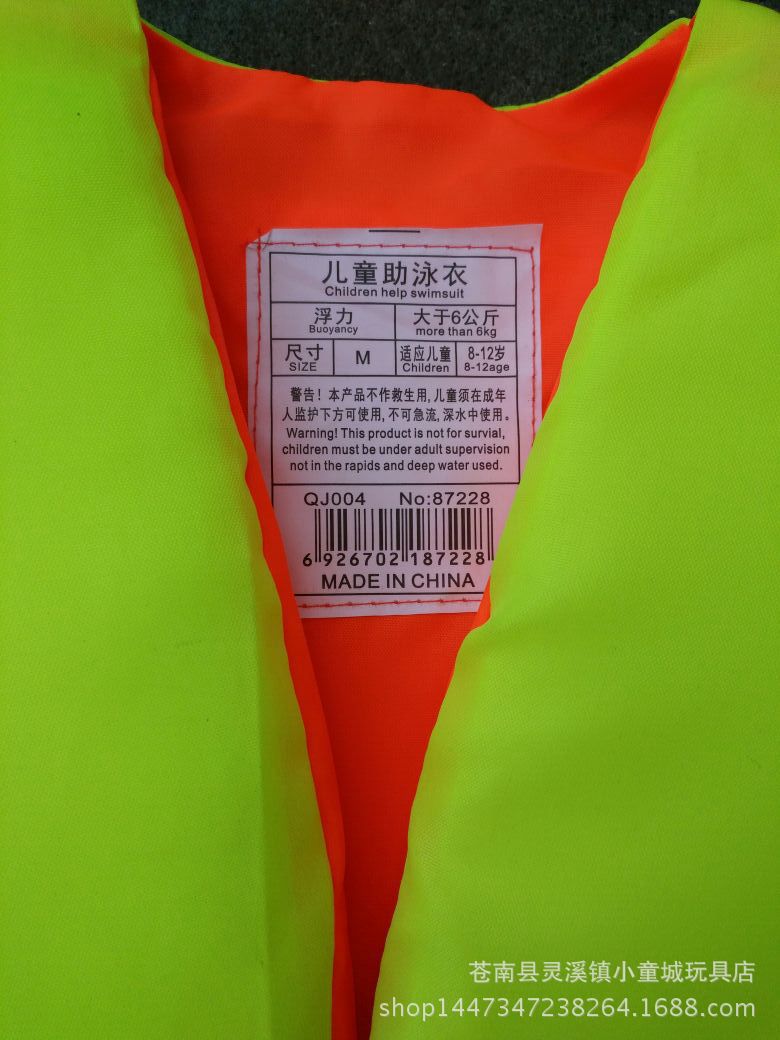 儿童助泳衣
Children help swimsuit
浮力
Buoyancy
大于6公斤
more than 6kg
尺寸
SIZE
M
适应儿童
Children
8-12岁
8-12age
警告！本产品不作救生用,儿童须在成年
人监护下方可使用,不可急流,深水中使用。
Warning! This product is not for survial,
children must be under adult supervision
not in the rapids and deep water used.
QJ004 No:87228
6 926702 187228
MADE IN CHINA
苍南县灵溪镇小童城玩具店
shop1447347238264.1688.com